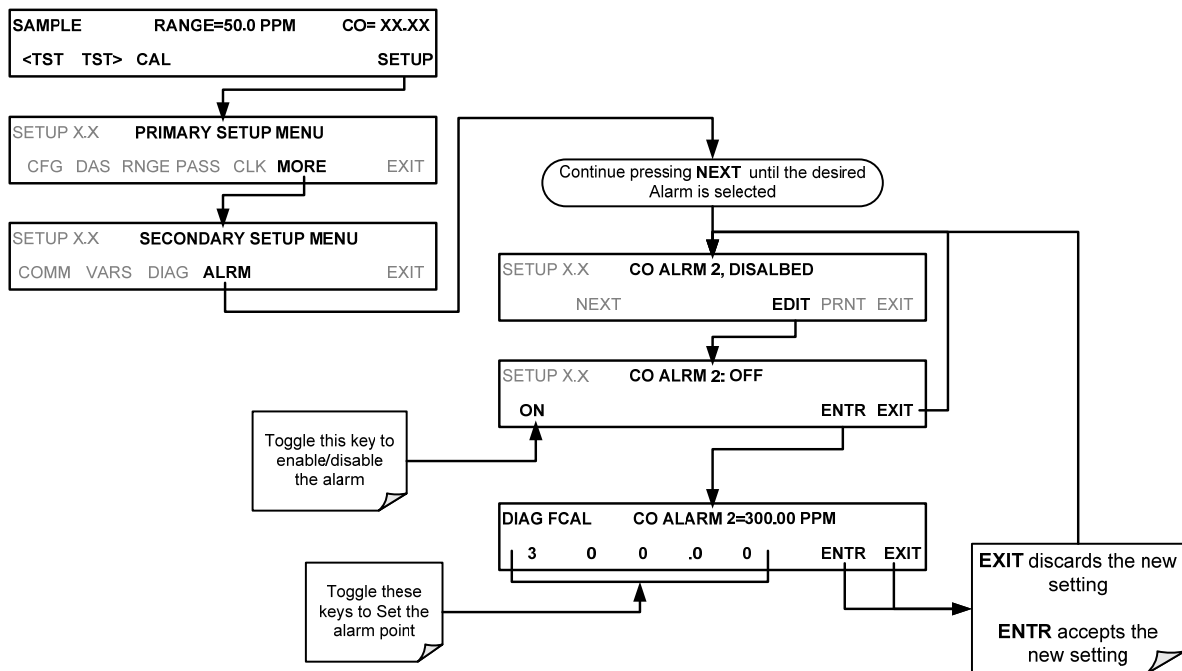 SAMPLE RANGE=50.0 PPM CO= XX.XX
<TST TST> CAL SETUP
SETUP X.X PRIMARY SETUP MENU
CFG DAS RNGE PASS CLK MORE EXIT
SETUP X.X SECONDARY SETUP MENU
COMM VARS DIAG ALRM EXIT
Continue pressing NEXT until the desired
Alarm is selected
SETUP X.X CO ALRM 2, DISALBED
NEXT EDIT PRNT EXIT
SETUP X.X CO ALRM 2: OFF
ON ENTR EXIT
Toggle this key to
enable/disable
the alarm
DIAG FCAL CO ALARM 2=300.00 PPM
3 0 0 .0 0 ENTR EXIT
Toggle these
keys to Set the
alarm point
EXIT discards the new
setting
ENTR accepts the
new setting